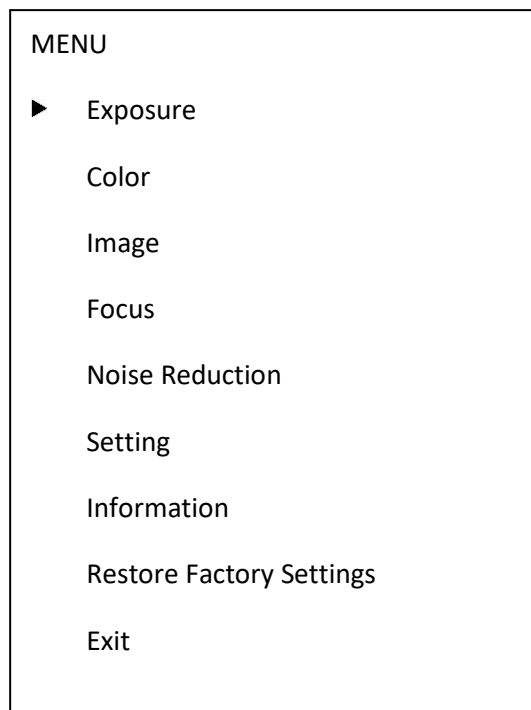 MENU
Exposure
Color
Image
Focus
Noise Reduction
Setting
Information
Restore Factory Settings
Exit